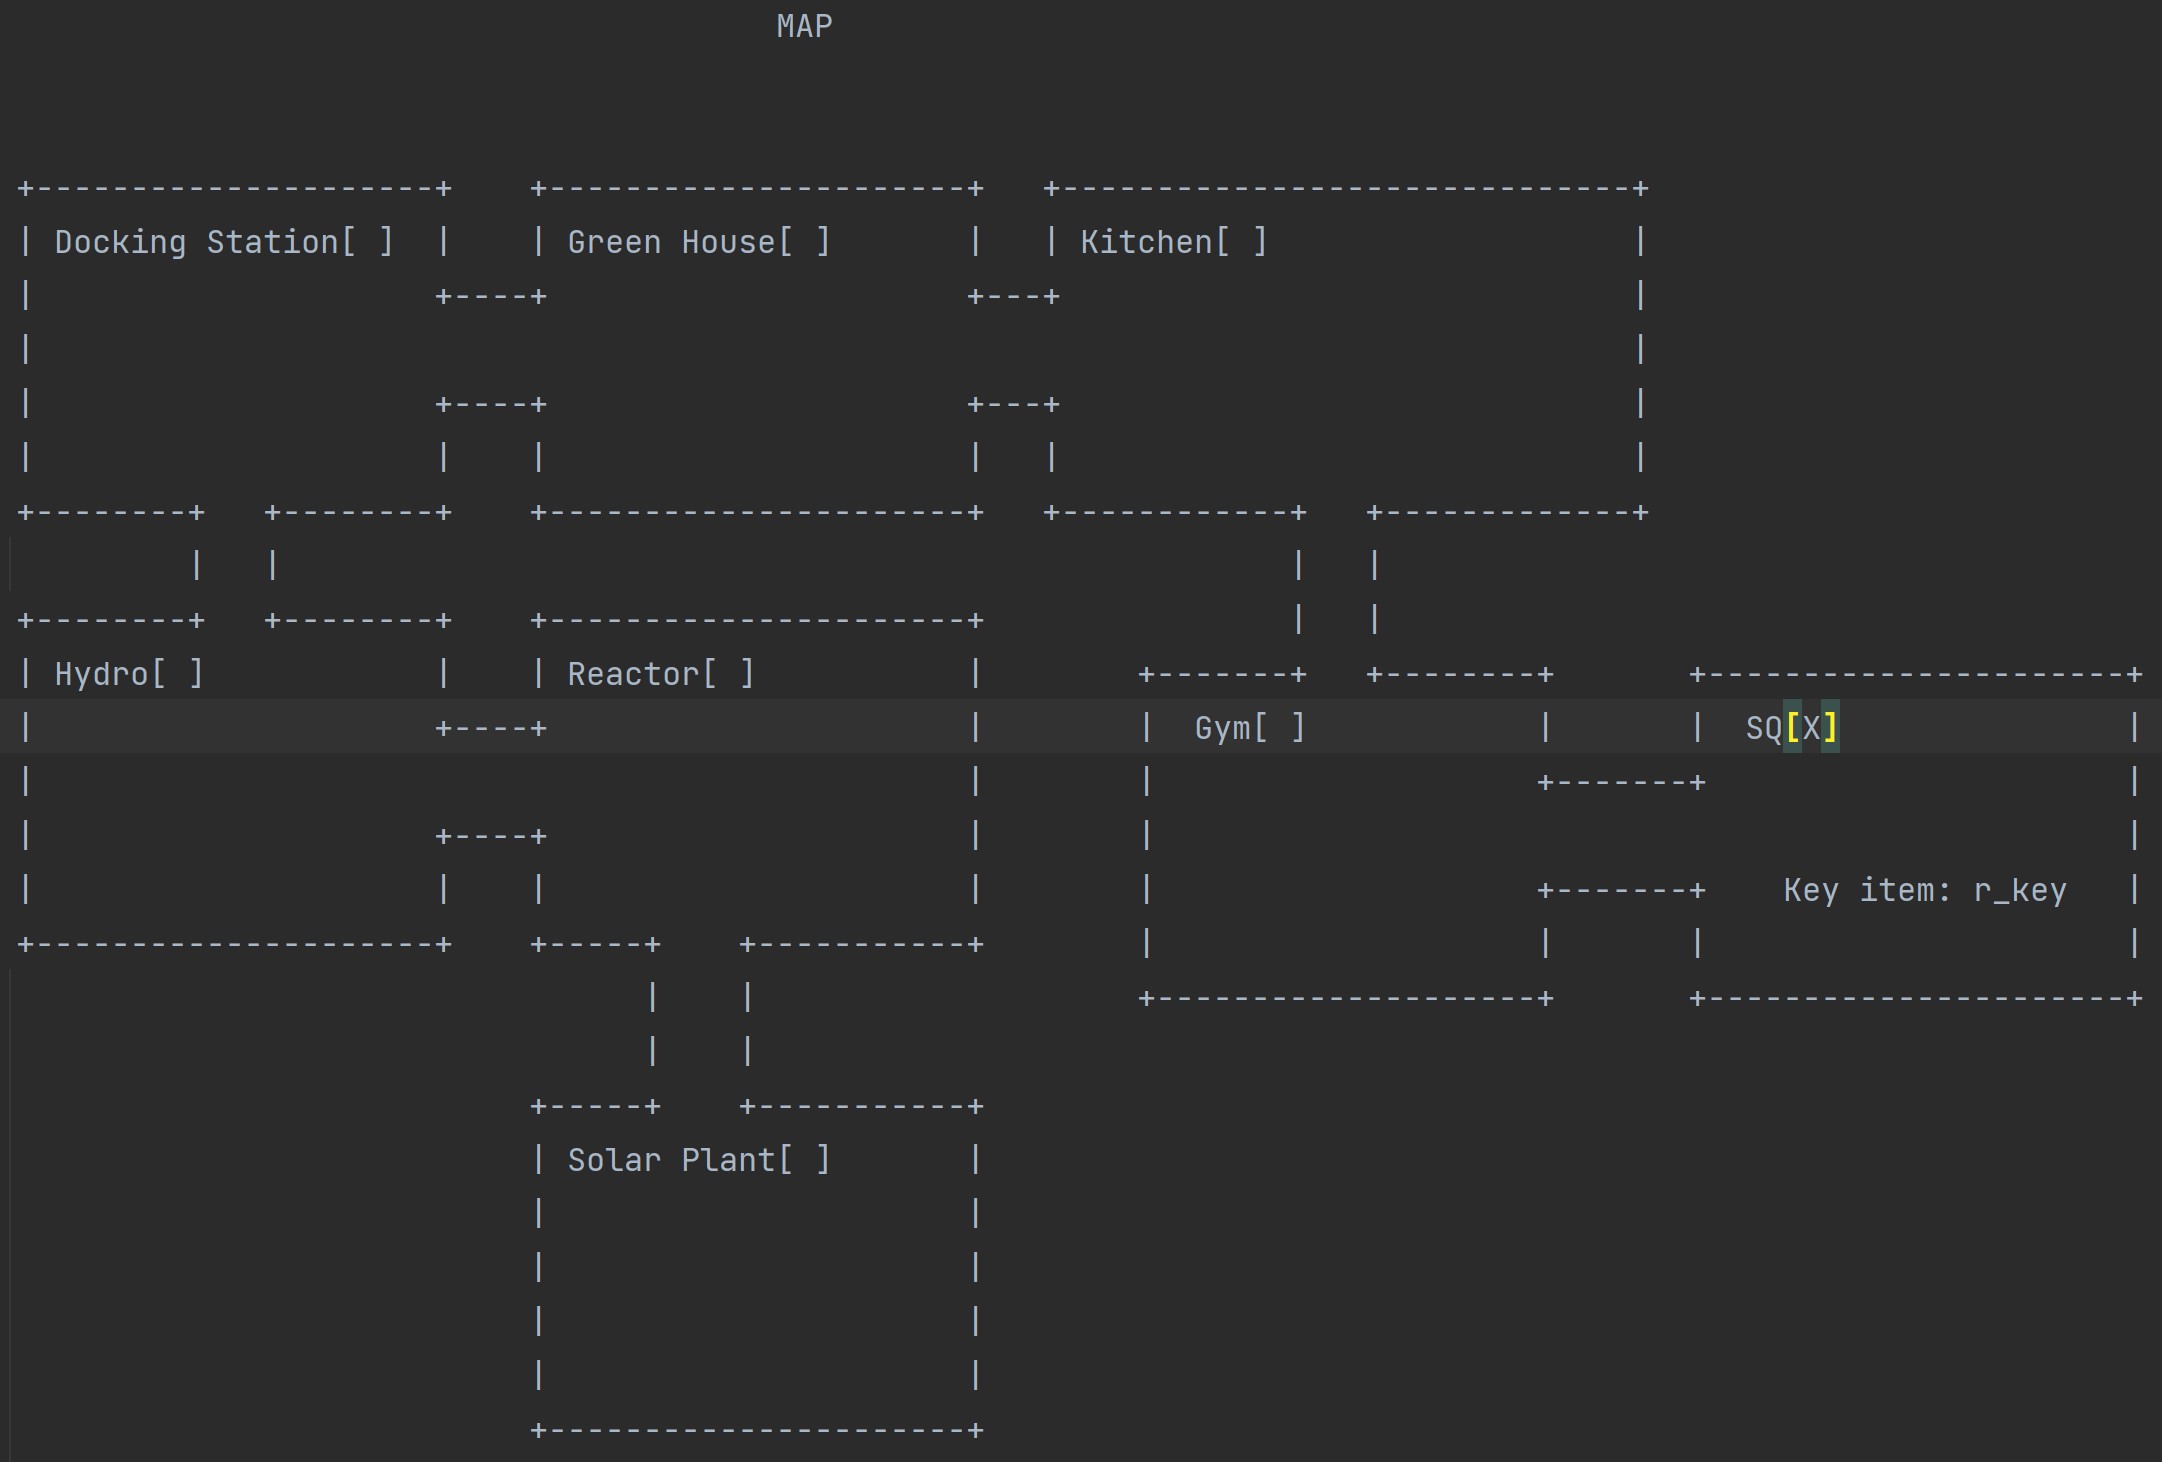 MAP
+---------------------+    +----------------------+   +------------------------------+
| Docking Station[ ]  |    | Green House[ ]       |   | Kitchen[ ]                   |
|                     +----+                      +---+                              |
|                                                                                    |
|                     +----+                      +---+                              |
|                     |    |                      |   |                              |
+--------+   +--------+    +----------------------+   +------------+   +-------------+
         |   |                                                     |   |
+--------+   +--------+    +----------------------+                |   |
| Hydro[ ]            |    | Reactor[ ]           |        +-------+   +--------+       +----------------------+
|                     +----+                      |        |  Gym[ ]            |       |  SQ[X]               |
|                                                 |        |                    +-------+                      |
|                     +----+                      |        |                                                   |
|                     |    |                      |        |                    +-------+    Key item: r_key   |
+---------------------+    +-----+    +-----------+        |                    |       |                      |
                                 |    |                    +--------------------+       +----------------------+
                                 |    |
                           +-----+    +-----------+
                           | Solar Plant[ ]       |
                           |                      |
                           |                      |
                           |                      |
                           |                      |
                           +----------------------+